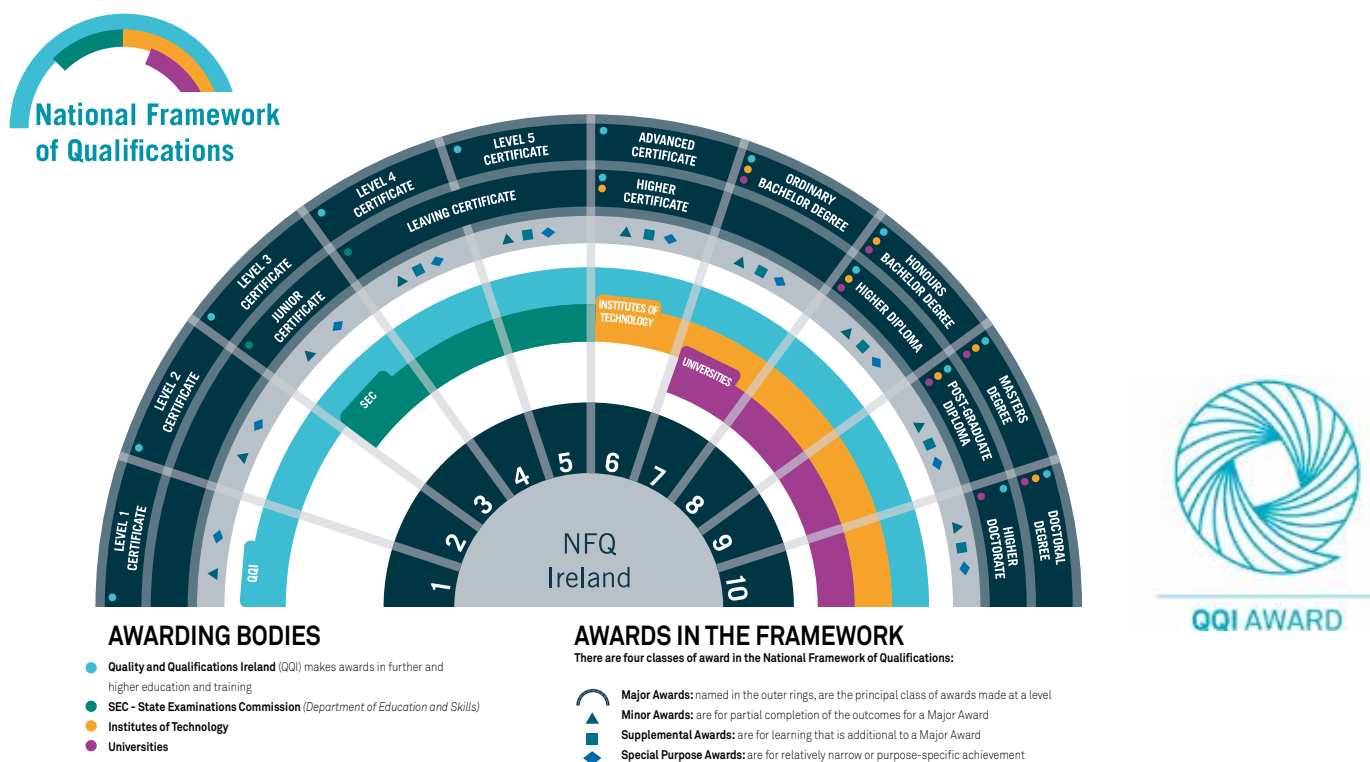 National Framework
of Qualifications
LEVEL 1
CERTIFICATE
LEVEL 2
CERTIFICATE
LEVEL 3
CERTIFICATE
LEVEL 4
CERTIFICATE
LEVEL 5
CERTIFICATE
ADVANCED
CERTIFICATE
ORDINARY
BACHELOR DEGREE
HONOURS
BACHELOR DEGREE
MASTERS
DEGREE
DOCTORAL
DEGREE
JUNIOR
CERTIFICATE
LEAVING CERTIFICATE
HIGHER
CERTIFICATE
HIGHER DIPLOMA
POST-GRADUATE
DIPLOMA
HIGHER
DOCTORATE
QQI
SEC
INSTITUTES OF
TECHNOLOGY
UNIVERSITIES
1
2
3
4
5
6
7
8
9
10
NFQ
Ireland
QQI AWARD
AWARDING BODIES
Quality and Qualifications Ireland (QQI) makes awards in further and
higher education and training
SEC - State Examinations Commission (Department of Education and Skills)
Institutes of Technology
Universities
AWARDS IN THE FRAMEWORK
There are four classes of award in the National Framework of Qualifications:
Major Awards: named in the outer rings, are the principal class of awards made at a level
Minor Awards: are for partial completion of the outcomes for a Major Award
Supplemental Awards: are for learning that is additional to a Major Award
Special Purpose Awards: are for relatively narrow or purpose-specific achievement